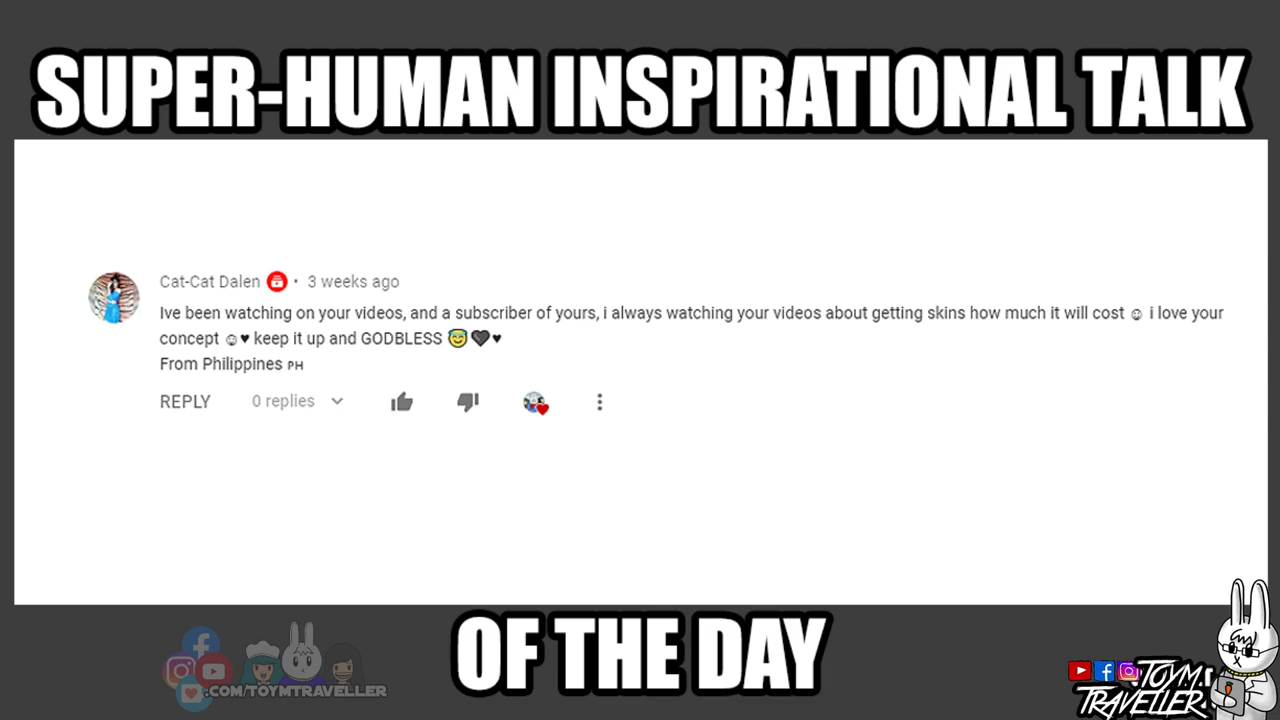 SUPER-HUMAN INSPIRATIONAL TALK
Cat-Cat Dalen • 3 weeks ago
Ive been watching on your videos, and a subscriber of yours, i always watching your videos about getting skins how much it will cost ☺ i love your
concept ☺♥ keep it up and GODBLESS 😇🖤♥
From Philippines PH
REPLY 0 replies
OF THE DAY
.COM/TOYMTRAVELLER
TOYM
TRAVELLER